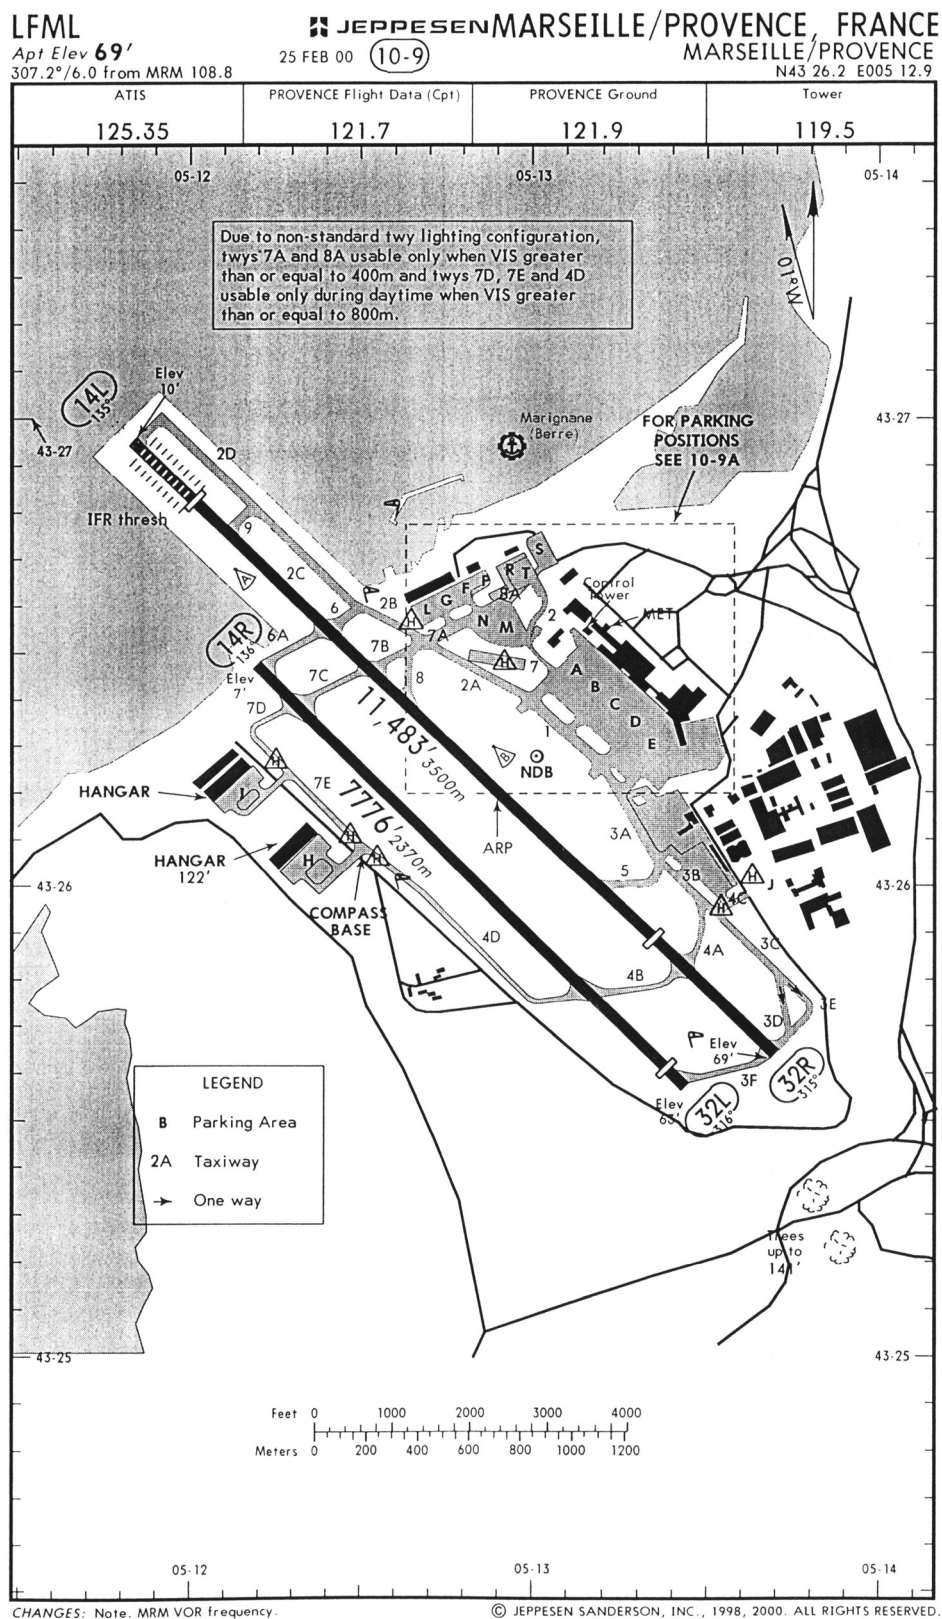 LFML
Apt Elev 69'
307.2°/6.0 from MRM 108.8
JEPPESEN MARSEILLE/PROVENCE, FRANCE
25 FEB 00 10-9 MARSEILLE/PROVENCE
N43 26.2 E005 12.9
ATIS PROVENCE Flight Data (Cpt) PROVENCE Ground Tower
125.35 121.7 121.9 119.5
05-12 05-13 05-14
Due to non-standard twy lighting configuration,
twys 7A and 8A usable only when VIS greater
than or equal to 400m and twys 7D, 7E and 4D
usable only during daytime when VIS greater
than or equal to 800m.
01°W
Elev
10'
14L
135°
43-27
43-27
Marignane
(Berre)
FOR PARKING
POSITIONS
SEE 10-9A
2D
IFR thresh
9
2C
A
6
2B
6A
14R
136°
Elev
7'
7D
7C
7B
7A
8
2A
L
G
F
P
R
T
S
8A
N
M
H
H
2
7
Control
Tower
MET
A
B
C
D
E
1
B
NDB
11,483' 3500m
7776' 2370m
ARP
HANGAR
I
H
7E
HANGAR
122'
H
H
H
COMPASS
BASE
3A
5
3B
4C
H
H
J
43-26
43-26
4D
4B
4A
3C
3D
3E
3F
Elev
69'
32R
315°
Elev
63'
32L
316°
LEGEND
B Parking Area
2A Taxiway
One way
Trees
up to
141'
43-25
43-25
Feet 0 1000 2000 3000 4000
Meters 0 200 400 600 800 1000 1200
05-12 05-13 05-14
CHANGES: Note. MRM VOR frequency.
© JEPPESEN SANDERSON, INC., 1998, 2000. ALL RIGHTS RESERVED